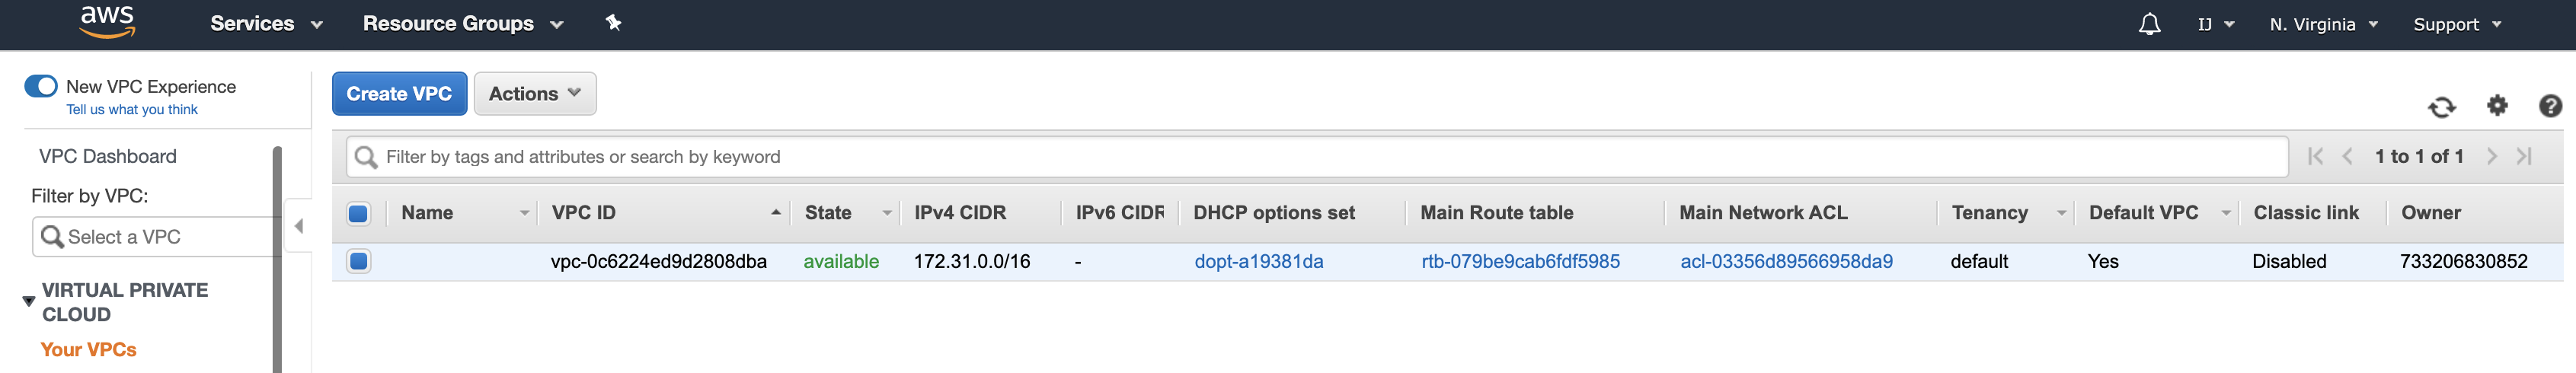 aws Services Resource Groups IJ N. Virginia Support
New VPC Experience
Tell us what you think
Create VPC Actions
VPC Dashboard
Filter by VPC:
Select a VPC
VIRTUAL PRIVATE
CLOUD
Your VPCs
Filter by tags and attributes or search by keyword 1 to 1 of 1
Name VPC ID State IPv4 CIDR IPv6 CIDR DHCP options set Main Route table Main Network ACL Tenancy Default VPC Classic link Owner
vpc-0c6224ed9d2808dba available 172.31.0.0/16 - dopt-a19381da rtb-079be9cab6fdf5985 acl-03356d89566958da9 default Yes Disabled 733206830852